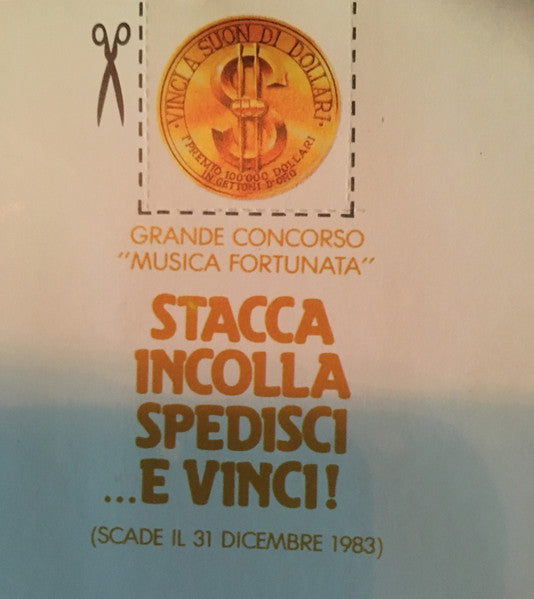 · VINCI A SUON DI DOLLARI ·
1° PREMIO 100'000 DOLLARI
IN GETTONI D'ORO
GRANDE CONCORSO
"MUSICA FORTUNATA"
STACCA
INCOLLA
SPEDISCI
...E VINCI!
(SCADE IL 31 DICEMBRE 1983)